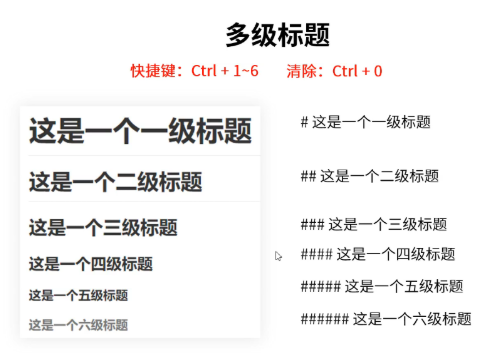 多级标题
快捷键：Ctrl + 1~6 清除：Ctrl + 0
这是一个一级标题
# 这是一个一级标题
这是一个二级标题
## 这是一个二级标题
这是一个三级标题
### 这是一个三级标题
这是一个四级标题
#### 这是一个四级标题
这是一个五级标题
##### 这是一个五级标题
这是一个六级标题
###### 这是一个六级标题